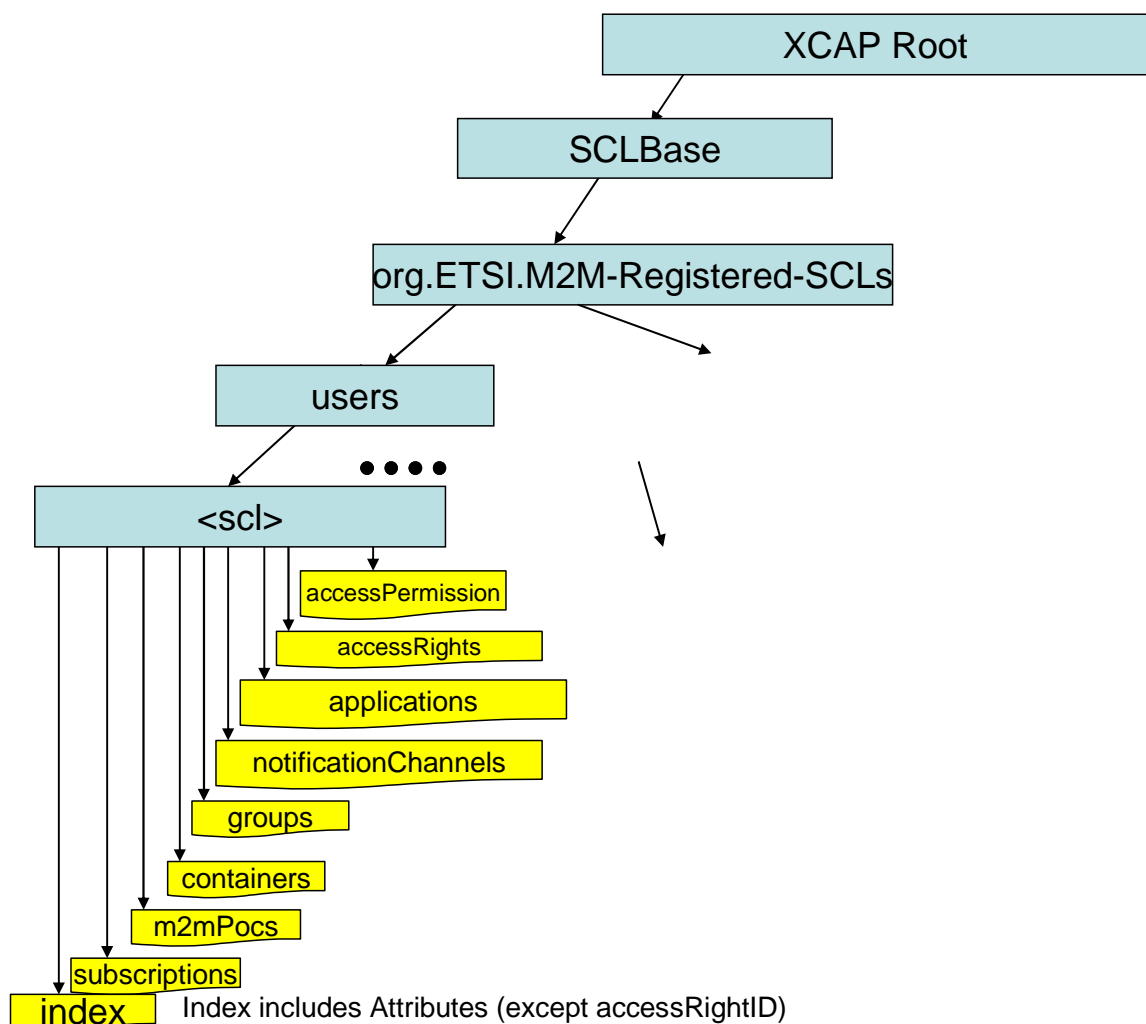 XCAP Root
SCLBase
org.ETSI.M2M-Registered-SCLs
users
<scl>
accessPermission
accessRights
applications
notificationChannels
groups
containers
m2mPocs
subscriptions
index
Index includes Attributes (except accessRightID)